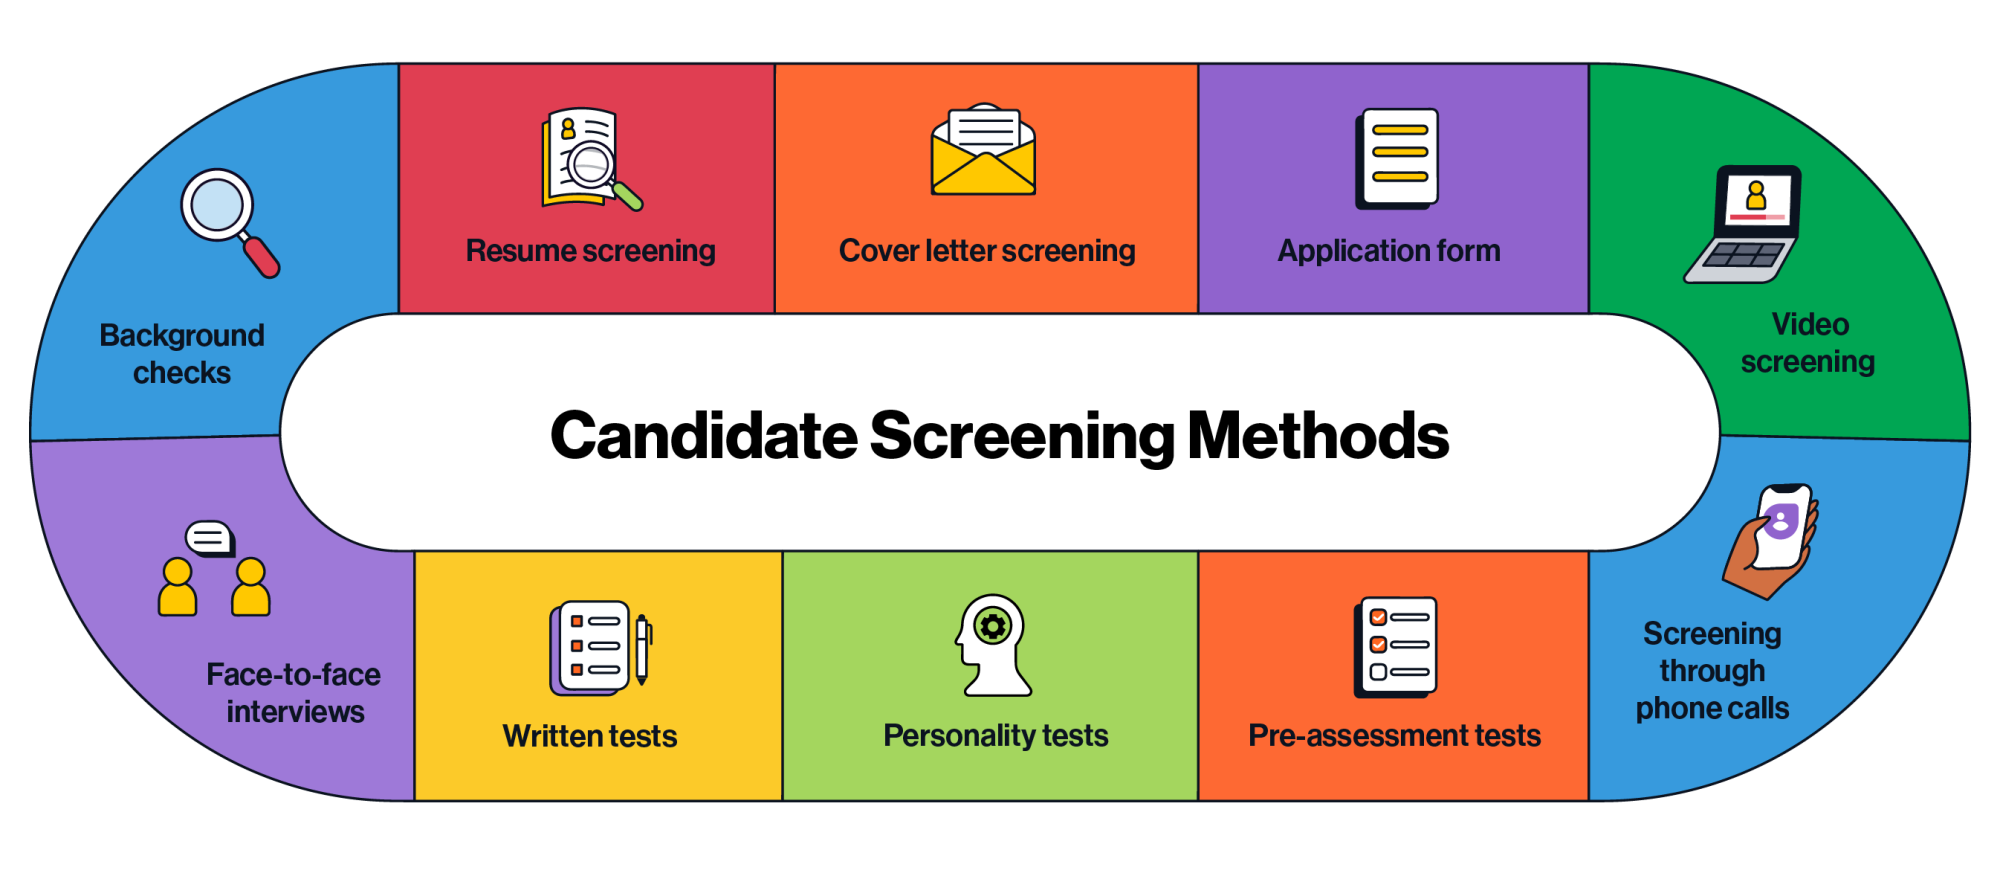 Resume screening
Cover letter screening
Application form
Video
screening
Background
checks
Candidate Screening Methods
Screening
through
phone calls
Face-to-face
interviews
Written tests
Personality tests
Pre-assessment tests